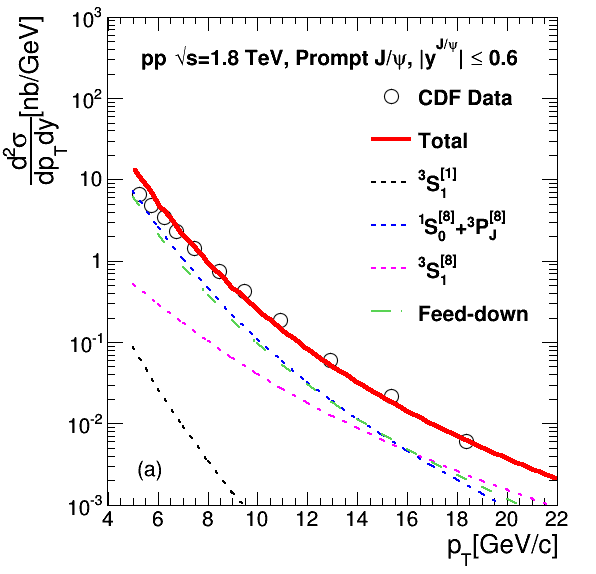 d²σ/dp_Tdy [nb/GeV]
10³
10²
10
1
10⁻¹
10⁻²
10⁻³
pp √s=1.8 TeV, Prompt J/ψ, |y^{J/ψ}| ≤ 0.6
CDF Data
Total
³S₁^[1]
¹S₀^[8]+³P_J^[8]
³S₁^[8]
Feed-down
(a)
4 6 8 10 12 14 16 18 20 22
p_T[GeV/c]